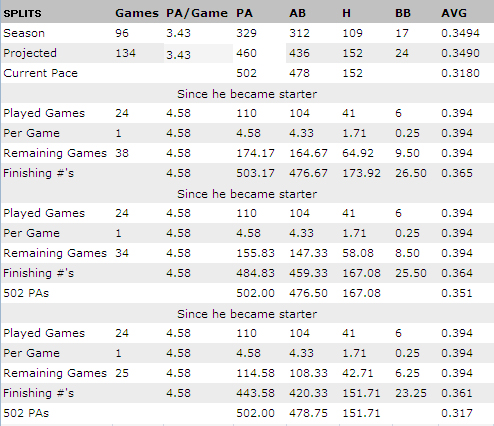 SPLITS Games PA/Game PA AB H BB AVG
Season 96 3.43 329 312 109 17 0.3494
Projected 134 3.43 460 436 152 24 0.3490
Current Pace 502 478 152 0.3180
Since he became starter
Played Games 24 4.58 110 104 41 6 0.394
Per Game 1 4.58 4.58 4.33 1.71 0.25 0.394
Remaining Games 38 4.58 174.17 164.67 64.92 9.50 0.394
Finishing #'s 4.58 503.17 476.67 173.92 26.50 0.365
Since he became starter
Played Games 24 4.58 110 104 41 6 0.394
Per Game 1 4.58 4.58 4.33 1.71 0.25 0.394
Remaining Games 34 4.58 155.83 147.33 58.08 8.50 0.394
Finishing #'s 4.58 484.83 459.33 167.08 25.50 0.364
502 PAs 502.00 476.50 167.08 0.351
Since he became starter
Played Games 24 4.58 110 104 41 6 0.394
Per Game 1 4.58 4.58 4.33 1.71 0.25 0.394
Remaining Games 25 4.58 114.58 108.33 42.71 6.25 0.394
Finishing #'s 4.58 443.58 420.33 151.71 23.25 0.361
502 PAs 502.00 478.75 151.71 0.317